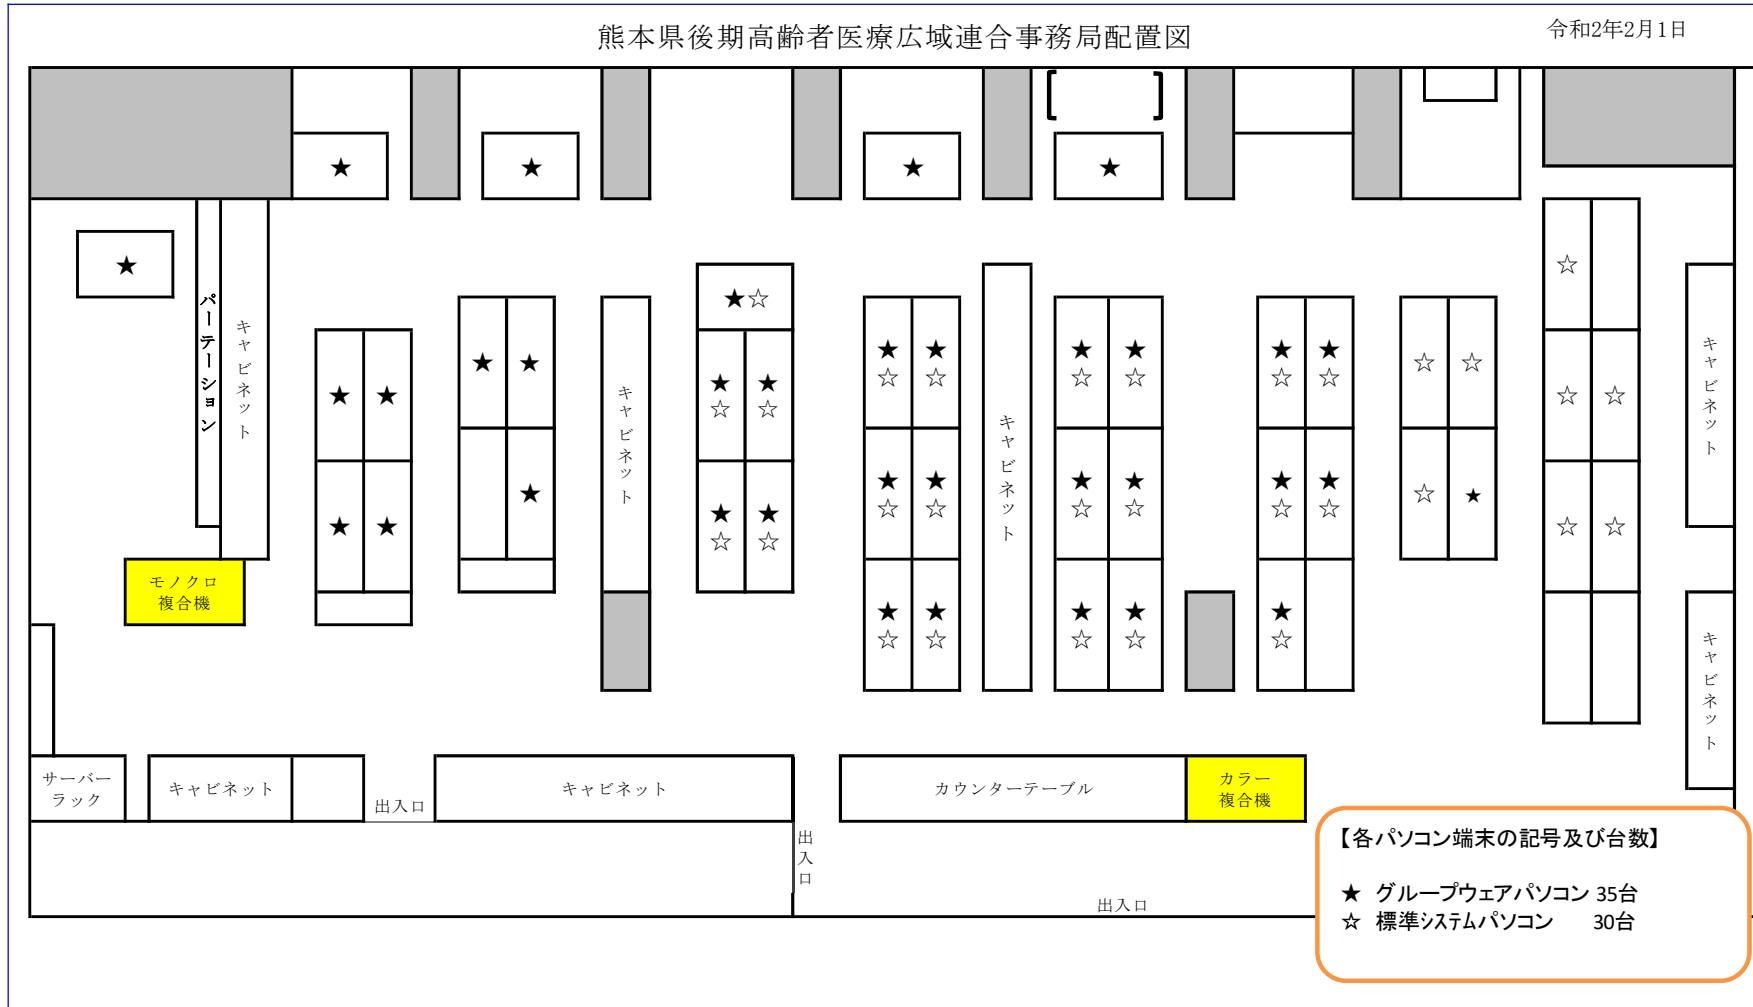 熊本県後期高齢者医療広域連合事務局配置図
令和2年2月1日
★
★
★
★
★
パーテーション
キャビネット
★ ★
★ ★
★ ★
★
キャビネット
★☆
★ ★
☆ ☆
★ ★
☆ ☆
★ ★
☆ ☆
★ ★
☆ ☆
★ ★
☆ ☆
キャビネット
★ ★
☆ ☆
★ ★
☆ ☆
★ ★
☆ ☆
★ ★
☆ ☆
★ ★
☆ ☆
★
☆
☆ ☆
☆ ★
☆
☆ ☆
☆ ☆
キャビネット
キャビネット
モノクロ
複合機
サーバー
ラック
キャビネット
出入口
キャビネット
出入口
カウンターテーブル
カラー
複合機
出入口
【各パソコン端末の記号及び台数】
★ グループウェアパソコン 35台
☆ 標準システムパソコン 30台